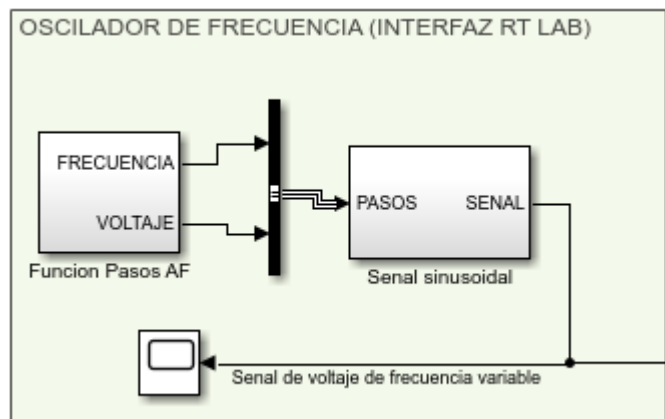 OSCILADOR DE FRECUENCIA (INTERFAZ RT LAB)
FRECUENCIA
VOLTAJE
Funcion Pasos AF
PASOS SENAL
Senal sinusoidal
Senal de voltaje de frecuencia variable